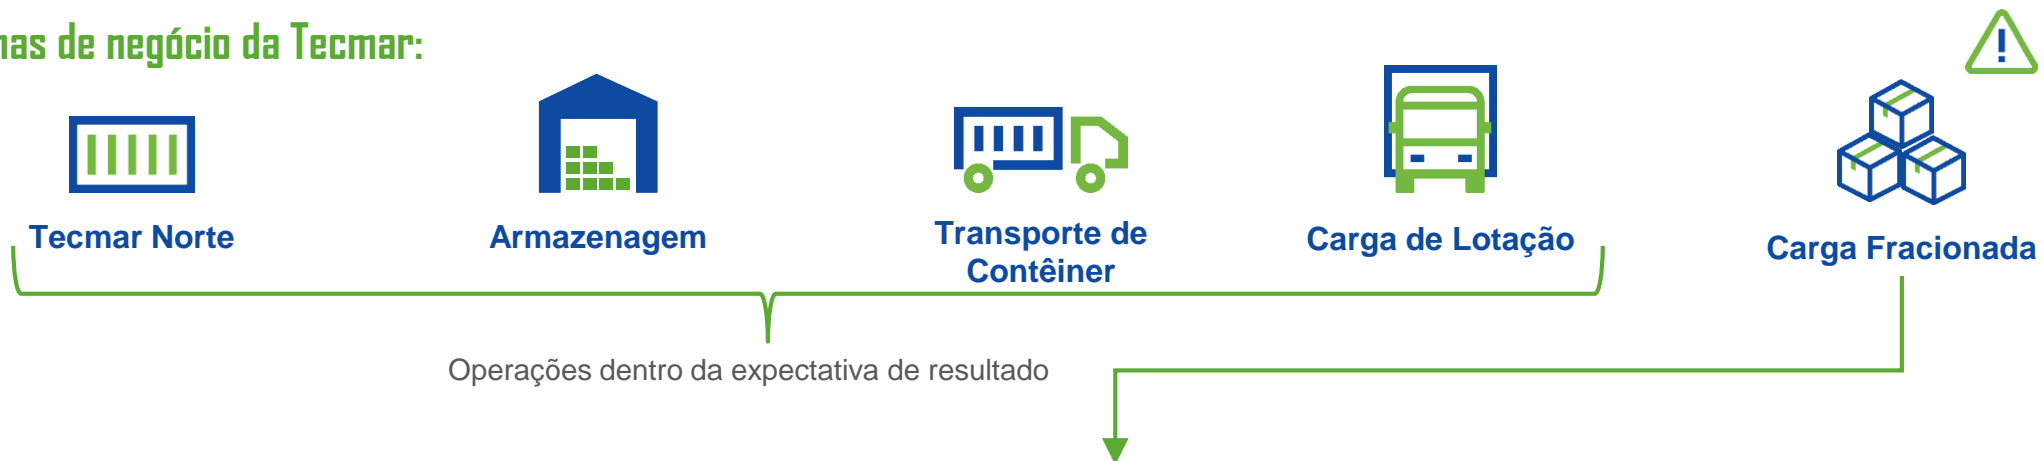 de negócio da Tecmar:
Tecmar Norte
Armazenagem
Transporte de
Contêiner
Carga de Lotação
Carga Fracionada
Operações dentro da expectativa de resultado